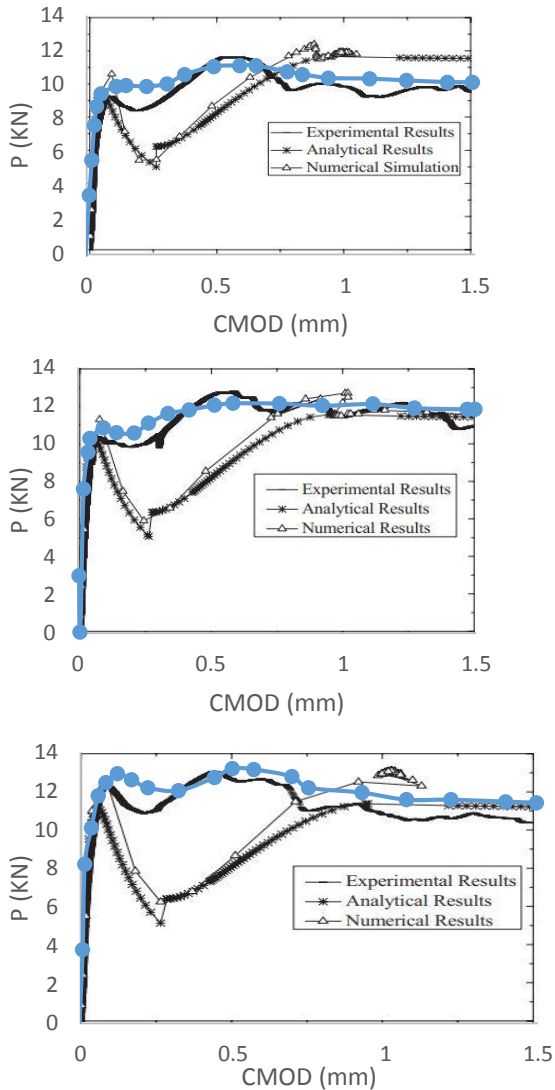 14
12
10
8
6
4
2
0
P (KN)
Experimental Results
Analytical Results
Numerical Simulation
0 0.5 1 1.5
CMOD (mm)
14
12
10
8
6
4
2
0
P (KN)
Experimental Results
Analytical Results
Numerical Results
0 0.5 1 1.5
CMOD (mm)
14
12
10
8
6
4
2
0
P (KN)
Experimental Results
Analytical Results
Numerical Results
0 0.5 1 1.5
CMOD (mm)